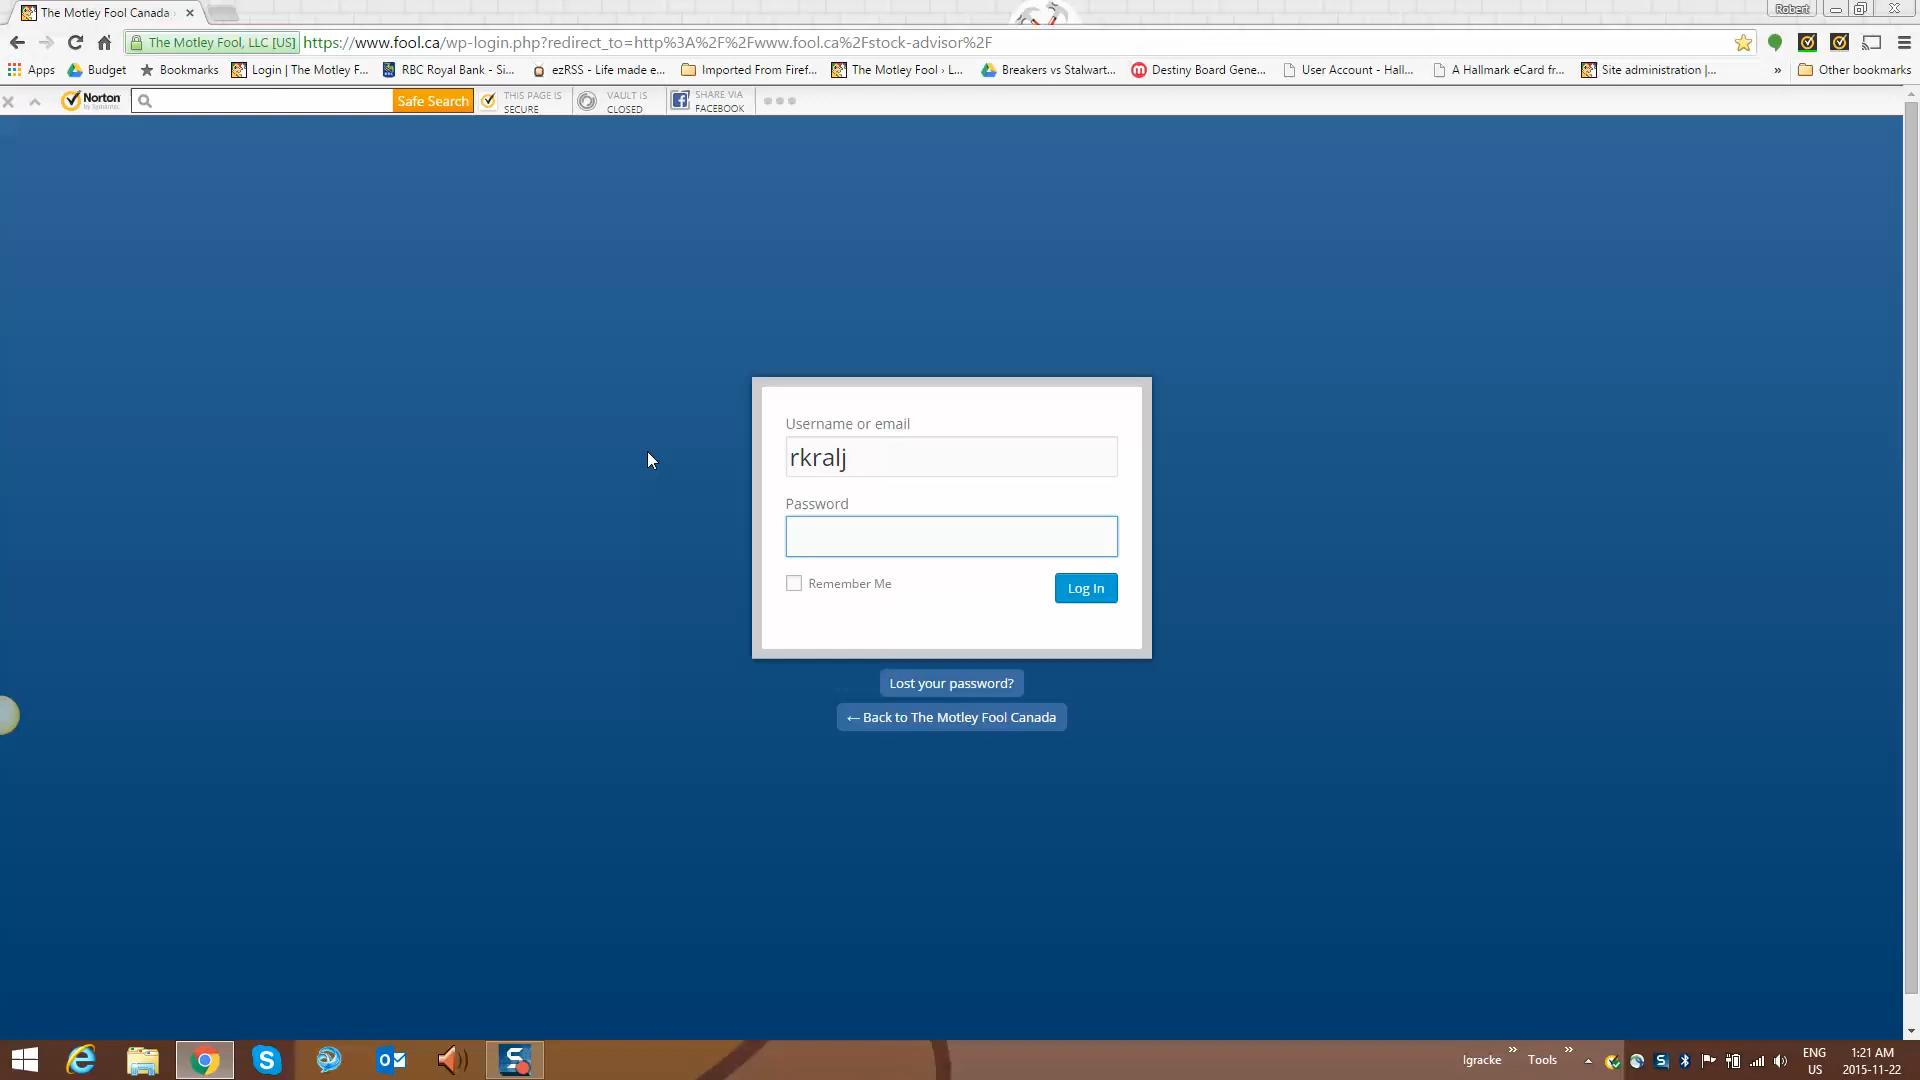 The Motley Fool Canada
Robert
The Motley Fool, LLC [US] https://www.fool.ca/wp-login.php?redirect_to=http%3A%2F%2Fwww.fool.ca%2Fstock-advisor%2F
Apps Budget Bookmarks Login | The Motley F... RBC Royal Bank - Si... ezRSS - Life made e... Imported From Firef... The Motley Fool › L... Breakers vs Stalwart... Destiny Board Gene... User Account - Hall... A Hallmark eCard fr... Site administration |... » Other bookmarks
Norton by Symantec Safe Search THIS PAGE IS SECURE VAULT IS CLOSED SHARE VIA FACEBOOK
Username or email
rkralj
Password
Remember Me Log In
Lost your password?
← Back to The Motley Fool Canada
lgracke » Tools » ENG US 1:21 AM 2015-11-22